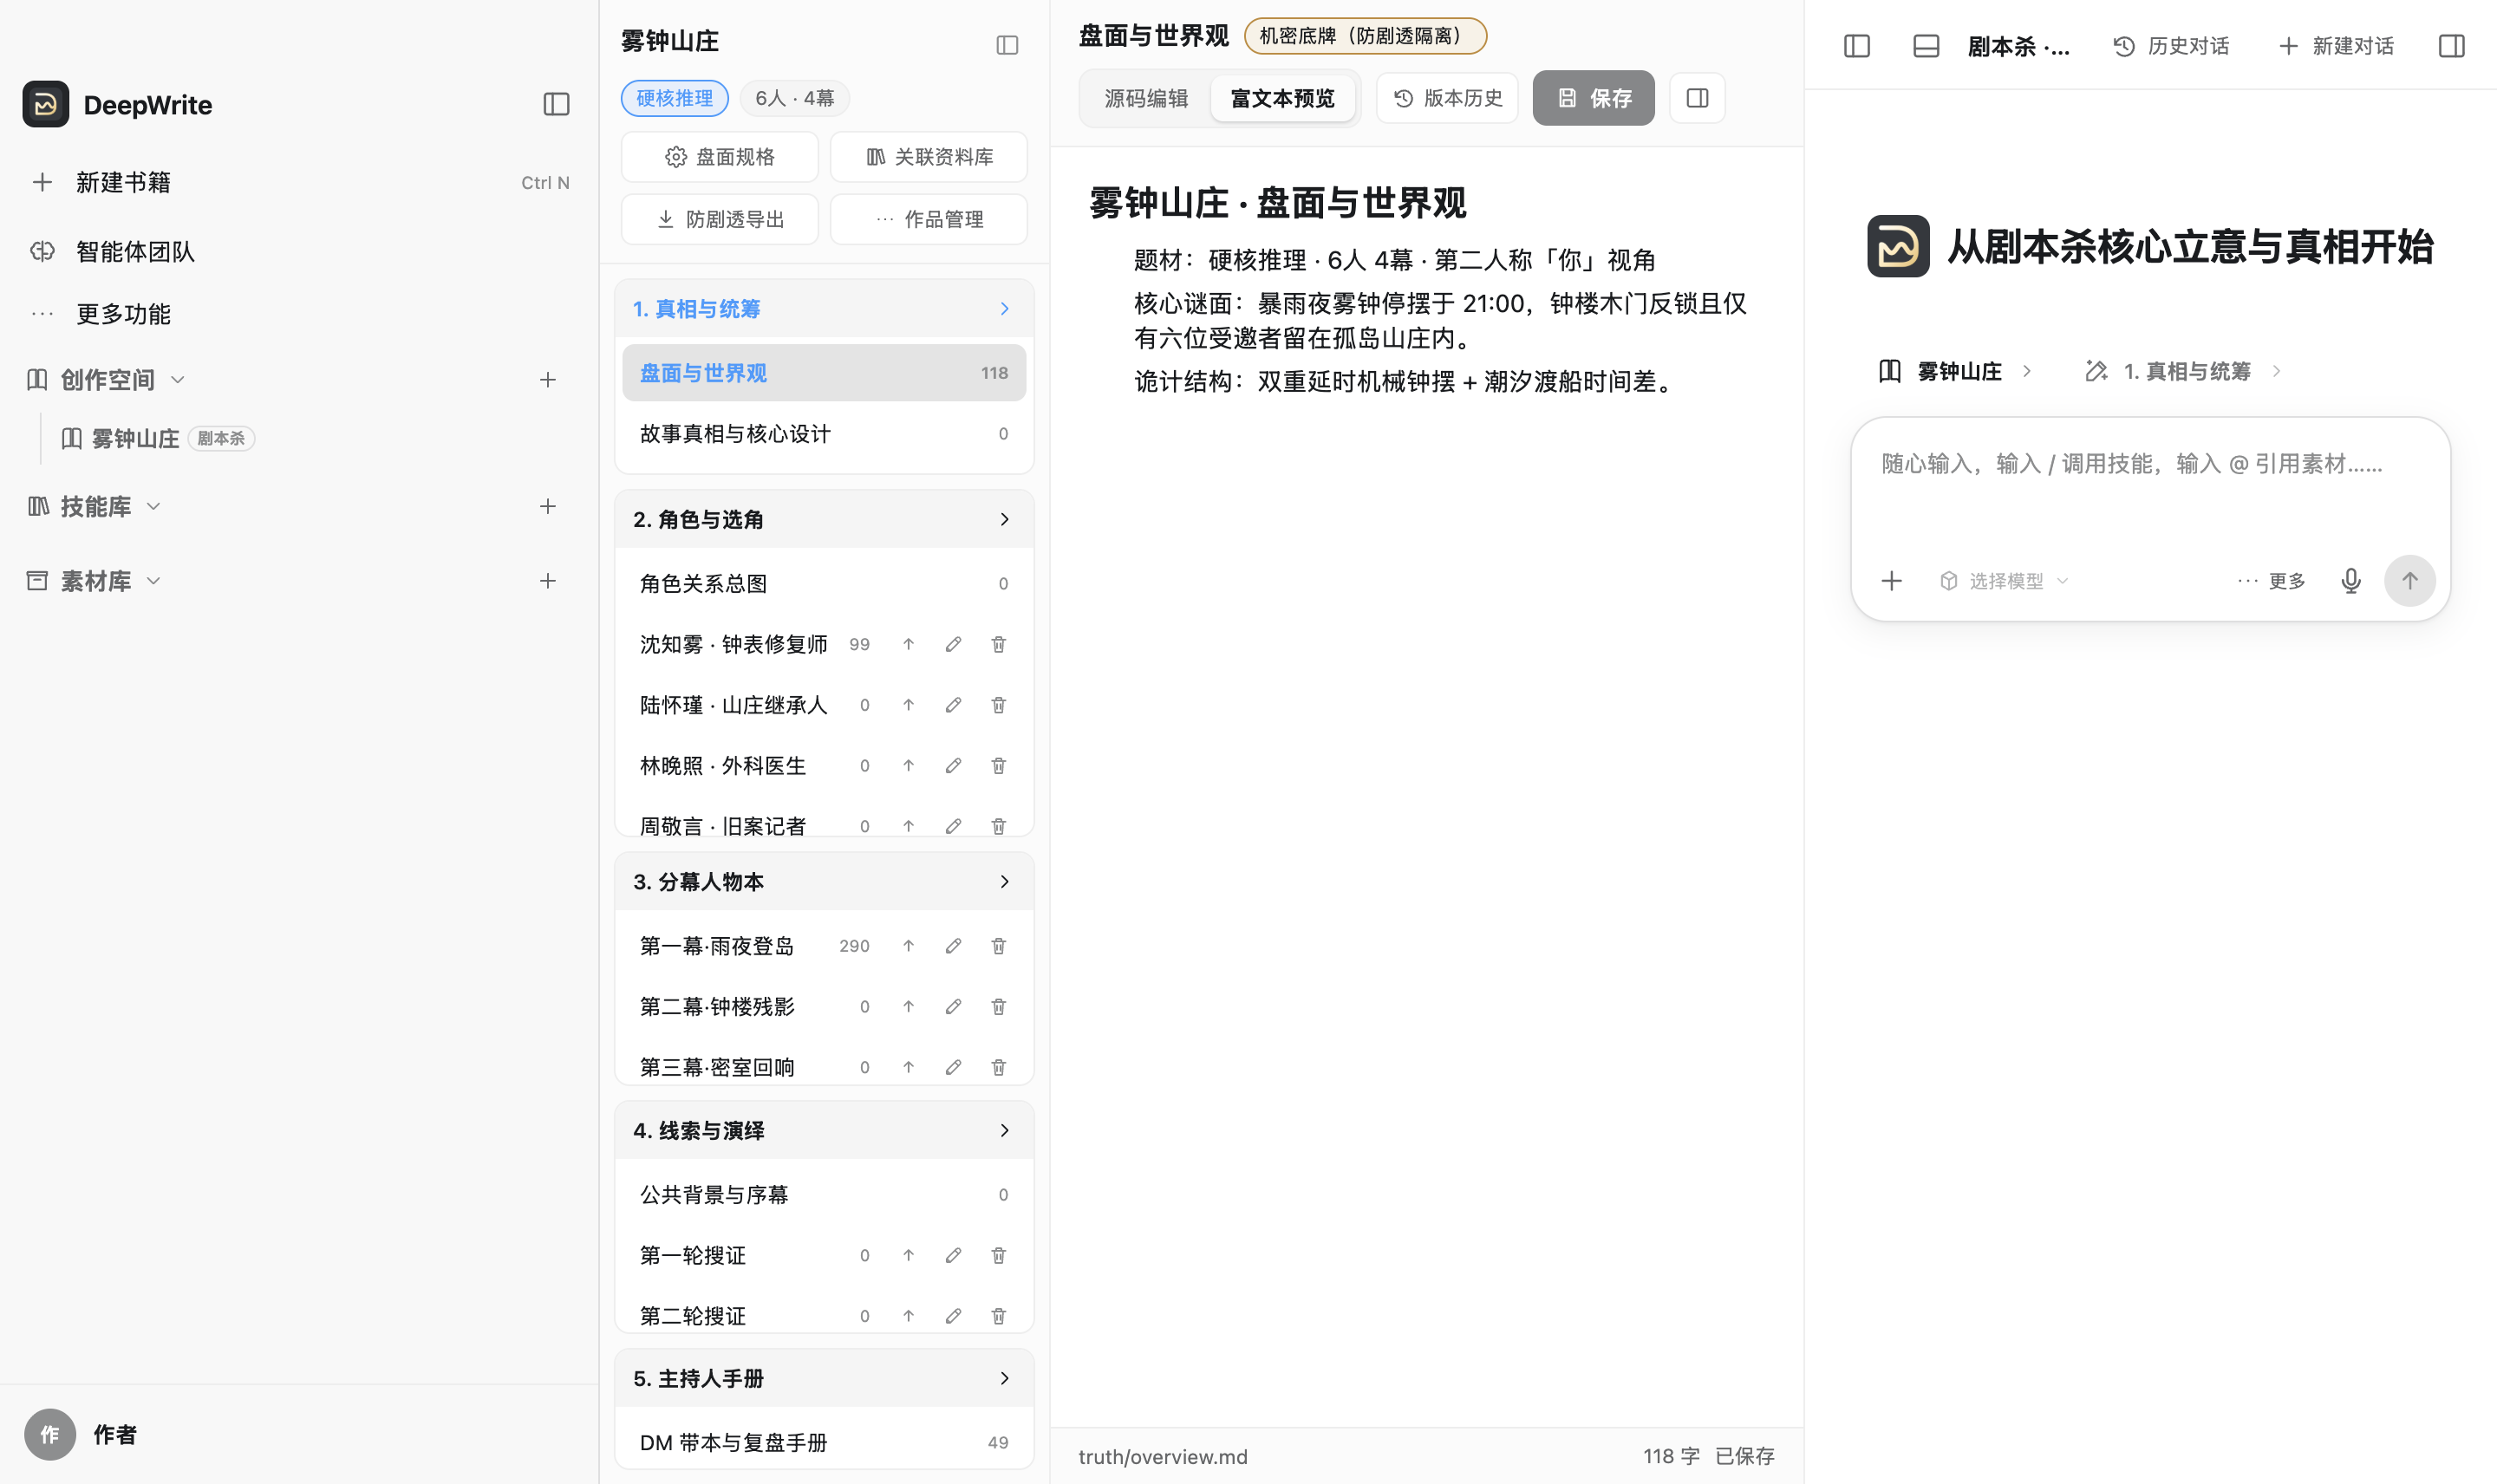 DeepWrite
新建书籍 Ctrl N
智能体团队
更多功能
创作空间
雾钟山庄 剧本杀
技能库
素材库
作 作者
雾钟山庄
硬核推理 6人 · 4幕
盘面规格 关联资料库
防剧透导出 作品管理
1. 真相与统筹
盘面与世界观 118
故事真相与核心设计 0
2. 角色与选角
角色关系总图 0
沈知雾 · 钟表修复师 99
陆怀瑾 · 山庄继承人 0
林晚照 · 外科医生 0
周敬言 · 旧案记者 0
3. 分幕人物本
第一幕·雨夜登岛 290
第二幕·钟楼残影 0
第三幕·密室回响 0
4. 线索与演绎
公共背景与序幕 0
第一轮搜证 0
第二轮搜证 0
5. 主持人手册
DM 带本与复盘手册 49
盘面与世界观 机密底牌（防剧透隔离）
源码编辑 富文本预览 版本历史 保存
雾钟山庄 · 盘面与世界观
题材：硬核推理 · 6人 4幕 · 第二人称「你」视角
核心谜面：暴雨夜雾钟停摆于 21:00，钟楼木门反锁且仅
有六位受邀者留在孤岛山庄内。
诡计结构：双重延时机械钟摆 + 潮汐渡船时间差。
truth/overview.md 118 字 已保存
剧本杀 ·... 历史对话 新建对话
从剧本杀核心立意与真相开始
雾钟山庄 1. 真相与统筹
随心输入，输入 / 调用技能，输入 @ 引用素材......
选择模型 更多